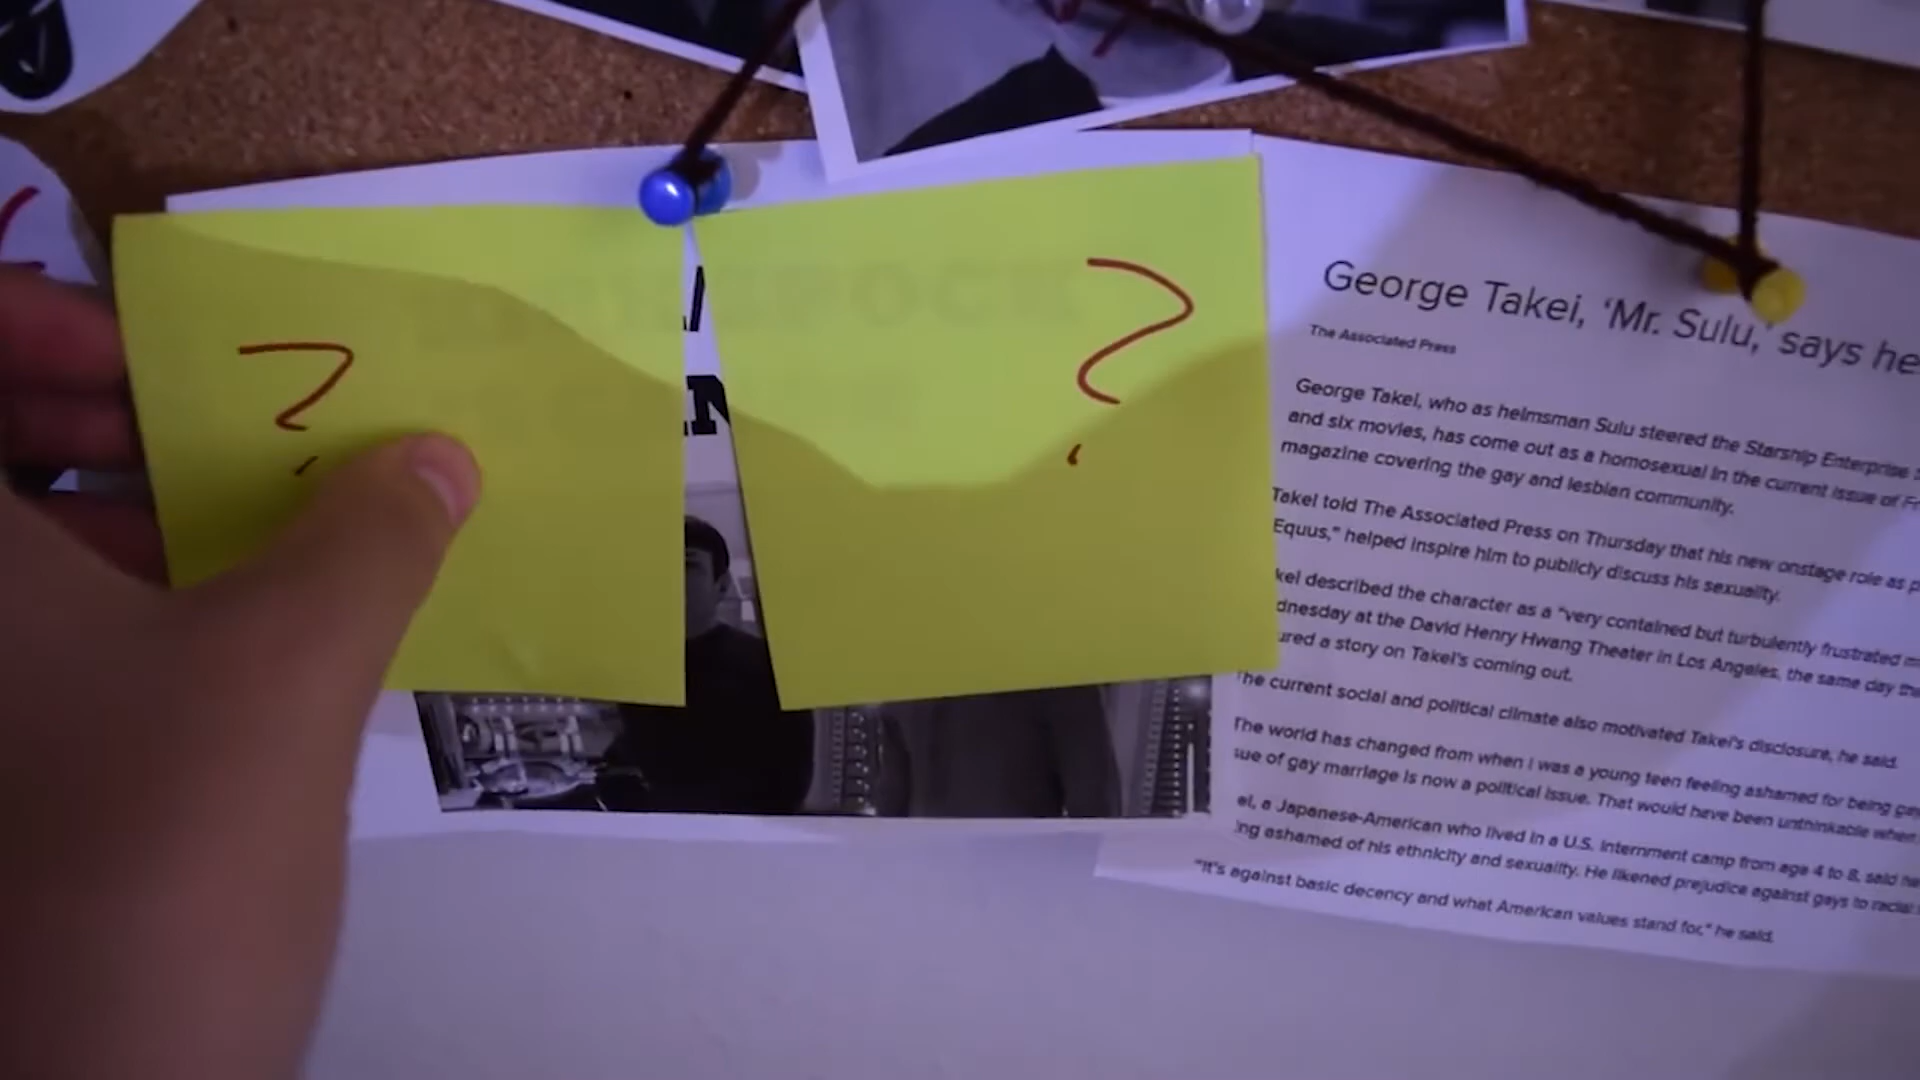 ?
?
George Takei, ‘Mr. Sulu,’ says he
The Associated Press
George Takei, who as helmsman Sulu steered the Starship Enterprise
and six movies, has come out as a homosexual in the current issue of Fr
magazine covering the gay and lesbian community.
Takei told The Associated Press on Thursday that his new onstage role as p
Equus,” helped inspire him to publicly discuss his sexuality.
kei described the character as a “very contained but turbulently frustrated m
dnesday at the David Henry Hwang Theater in Los Angeles, the same day the
ured a story on Takei’s coming out.
The current social and political climate also motivated Takei’s disclosure, he said.
The world has changed from when I was a young teen feeling ashamed for being gay
sue of gay marriage is now a political issue. That would have been unthinkable when
ei, a Japanese-American who lived in a U.S. internment camp from age 4 to 8, said he
ing ashamed of his ethnicity and sexuality. He likened prejudice against gays to racial
“It’s against basic decency and what American values stand for,” he said.